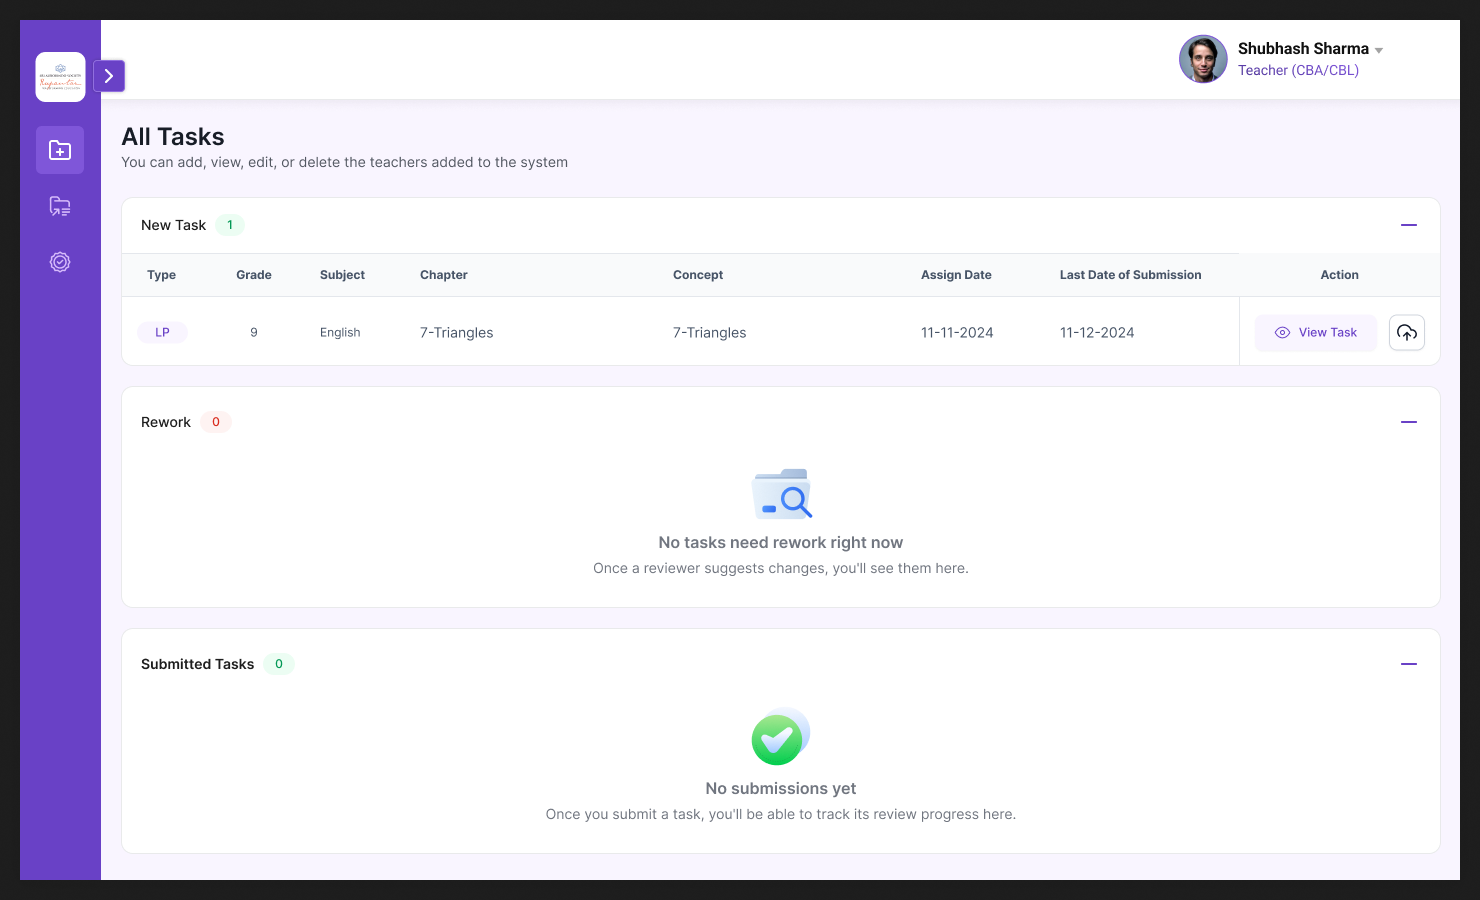 Shubhash Sharma
Teacher (CBA/CBL)
All Tasks
You can add, view, edit, or delete the teachers added to the system
New Task 1
Type Grade Subject Chapter Concept Assign Date Last Date of Submission Action
LP 9 English 7-Triangles 7-Triangles 11-11-2024 11-12-2024 View Task
Rework 0
No tasks need rework right now
Once a reviewer suggests changes, you'll see them here.
Submitted Tasks 0
No submissions yet
Once you submit a task, you'll be able to track its review progress here.